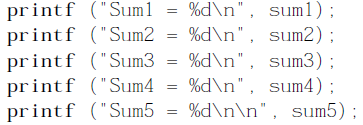 printf ("Sum1 = %d\n", sum1);
printf ("Sum2 = %d\n", sum2);
printf ("Sum3 = %d\n", sum3);
printf ("Sum4 = %d\n", sum4);
printf ("Sum5 = %d\n\n", sum5);